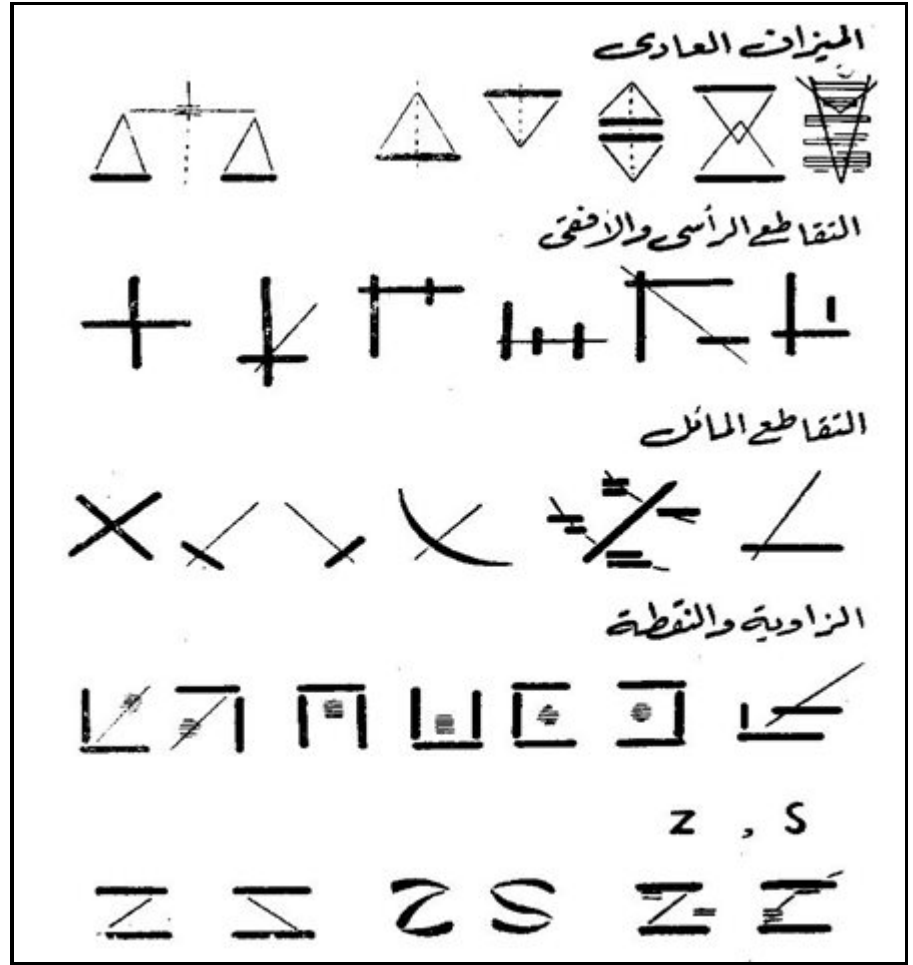 الميزان العادى
التقاطع الرأسى والأفقى
التقاطع المائل
الزاوية والنقطة
Z , S